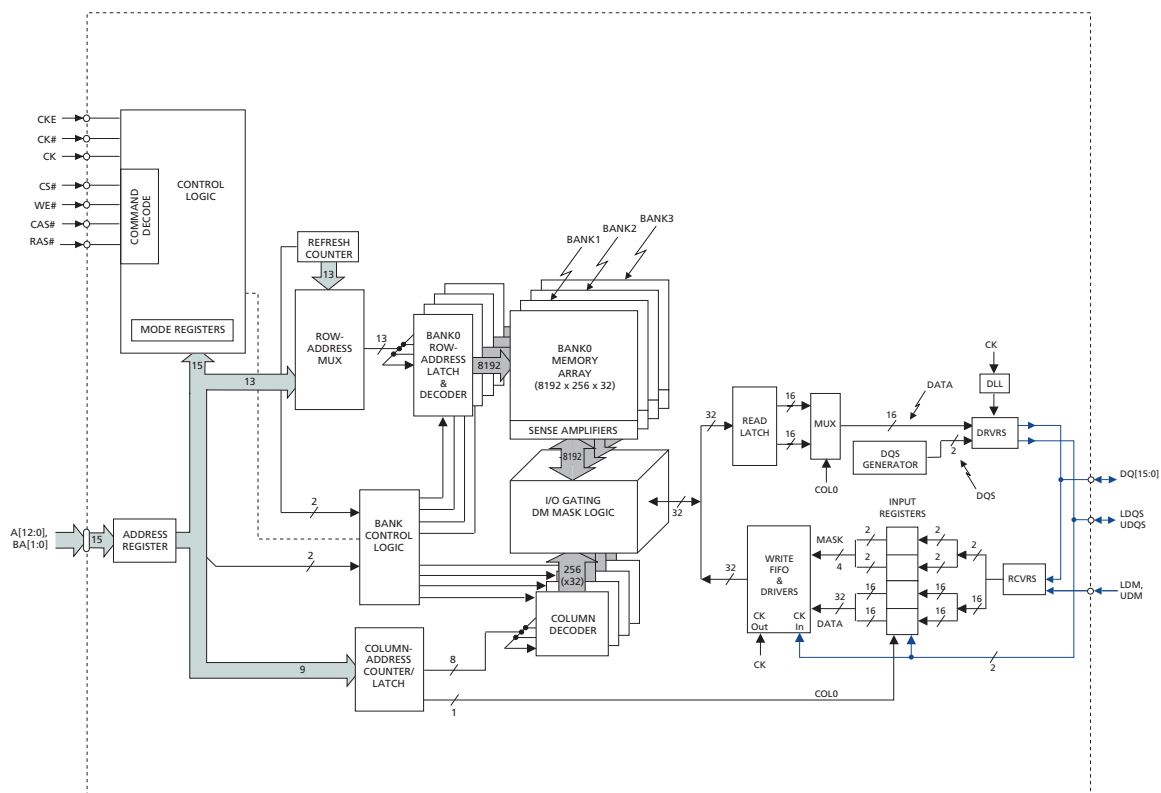 CKE
CK#
CK
CS#
WE#
CAS#
RAS#
COMMAND
DECODE
CONTROL
LOGIC
MODE REGISTERS
15
13
REFRESH
COUNTER
13
ROW-
ADDRESS
MUX
13
BANK0
ROW-
ADDRESS
LATCH
&
DECODER
8192
BANK1
BANK2
BANK3
BANK0
MEMORY
ARRAY
(8192 x 256 x 32)
SENSE AMPLIFIERS
8192
I/O GATING
DM MASK LOGIC
32
A[12:0],
BA[1:0]
15
ADDRESS
REGISTER
2
2
BANK
CONTROL
LOGIC
256
(x32)
COLUMN
DECODER
9
COLUMN-
ADDRESS
COUNTER/
LATCH
8
1
COL0
32
READ
LATCH
16
16
MUX
COL0
16
DATA
DQS
GENERATOR
2
DQS
CK
DLL
DRVRS
DQ[15:0]
LDQS
UDQS
LDM,
UDM
32
WRITE
FIFO
&
DRIVERS
CK
Out
CK
In
CK
MASK
4
32
DATA
INPUT
REGISTERS
2
2
16
16
2
2
16
16
2
16
RCVRS
2